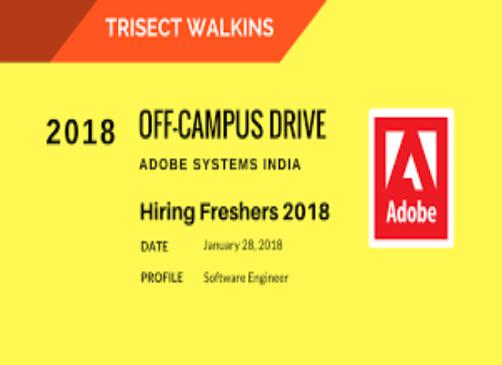 TRISECT WALKINS
2018 OFF-CAMPUS DRIVE
ADOBE SYSTEMS INDIA
Hiring Freshers 2018
DATE January 28, 2018
PROFILE Software Engineer
Adobe